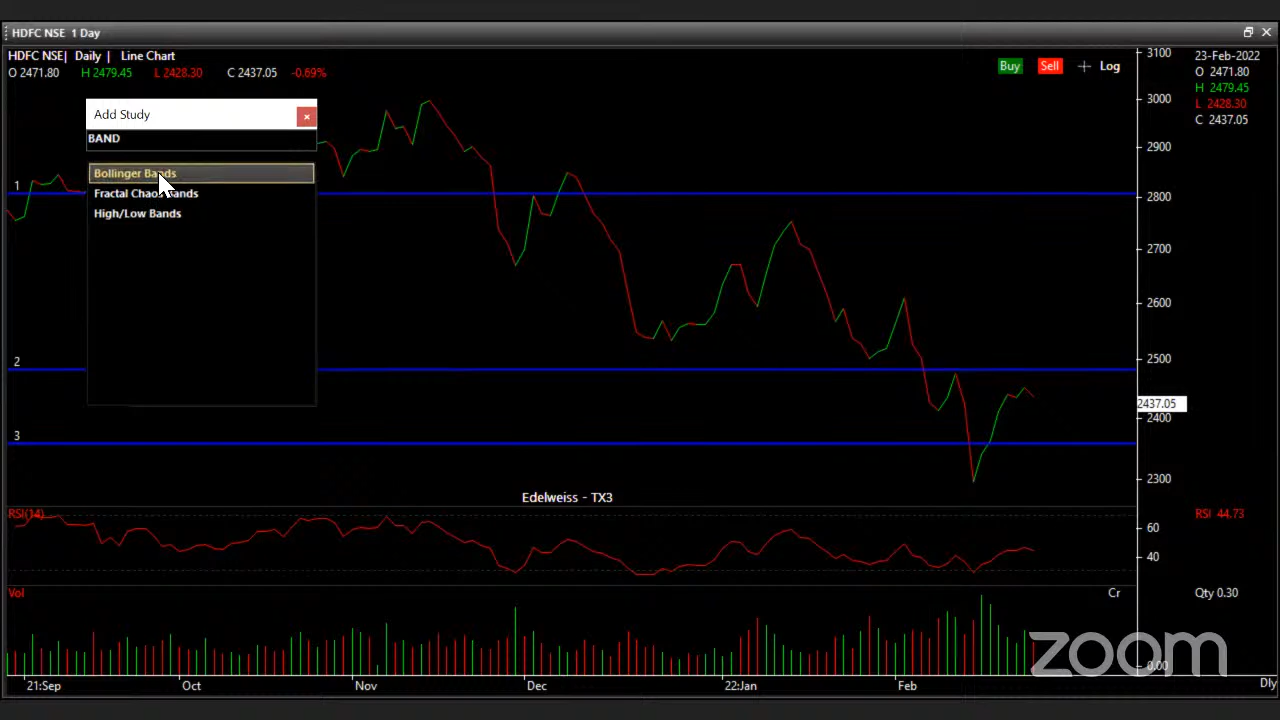 HDFC NSE 1 Day
HDFC NSE| Daily | Line Chart
O 2471.80 H 2479.45 L 2428.30 C 2437.05 -0.69%
Buy Sell Log
23-Feb-2022
O 2471.80
H 2479.45
L 2428.30
C 2437.05
Add Study
BAND
Bollinger Bands
Fractal Chaos Bands
High/Low Bands
1
2
3
3100
3000
2900
2800
2700
2600
2500
2437.05
2400
2300
Edelweiss - TX3
RSI(14)
60
40
RSI 44.73
Vol
Cr
Qty 0.30
0.00
zoom
21:Sep Oct Nov Dec 22:Jan Feb
Dly